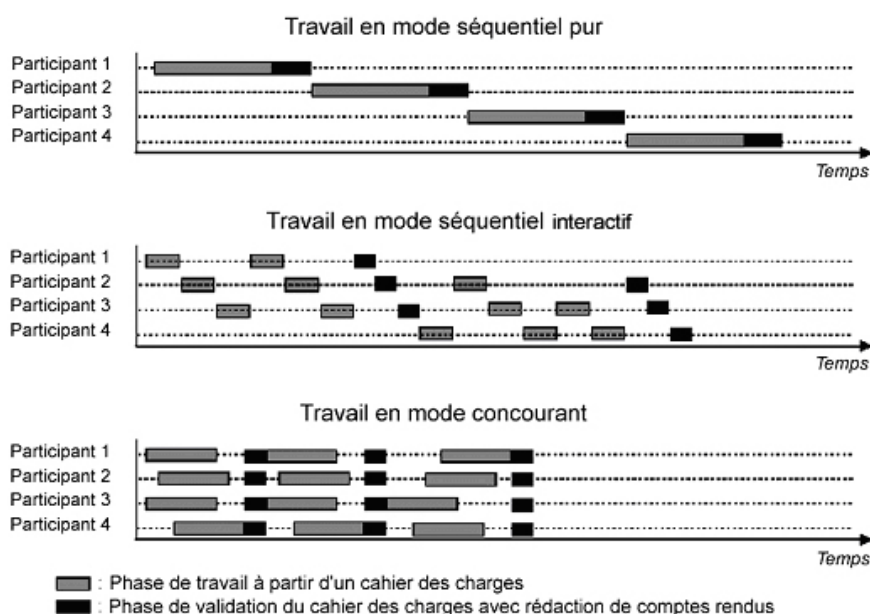 Travail en mode séquentiel pur
Participant 1
Participant 2
Participant 3
Participant 4
Temps
Travail en mode séquentiel interactif
Participant 1
Participant 2
Participant 3
Participant 4
Temps
Travail en mode concourant
Participant 1
Participant 2
Participant 3
Participant 4
Temps
: Phase de travail à partir d'un cahier des charges
: Phase de validation du cahier des charges avec rédaction de comptes rendus